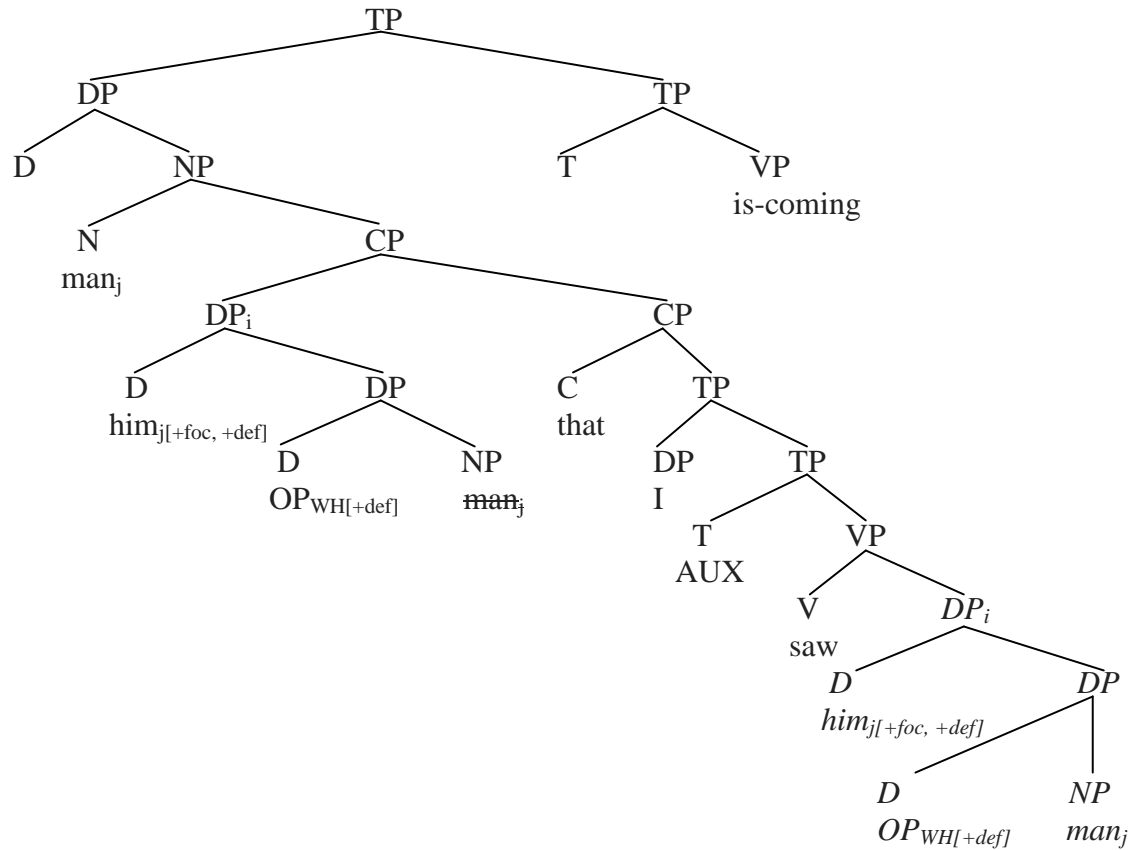 TP
DP TP
D NP T VP
is-coming
N CP
man_j
DP_i CP
D DP C TP
him_j[+foc, +def] that
D NP DP TP
OP_WH[+def] man_j I
T VP
AUX
V DP_i
saw
D DP
him_j[+foc, +def]
D NP
OP_WH[+def] man_j